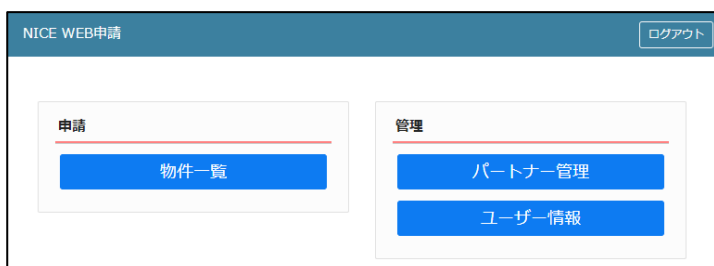 NICE WEB申請
ログアウト
申請
物件一覧
管理
パートナー管理
ユーザー情報